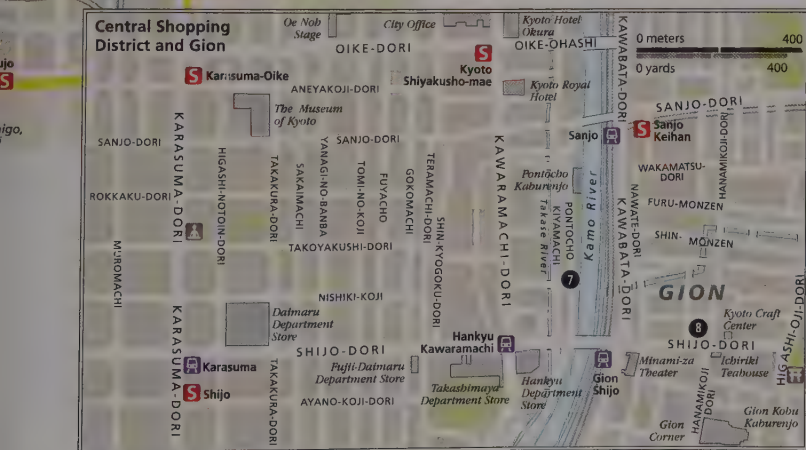 Central Shopping
District and Gion
Oe Noh
Stage
City Office
Kyoto Hotel
Okura
OIKE-DORI
OIKE-OHASHI
KAWABATA-DORI
0 meters 400
0 yards 400
S
S Karasuma-Oike
S
Kyoto
Shiyakusho-mae
ANEYAKOJI-DORI
Kyoto Royal
Hotel
The Museum
of Kyoto
SANJO-DORI
Sanjo
S Sanjo
Keihan
SANJO-DORI
SANJO-DORI
KARASUMA-DORI
HIGASHI-NOTOIN-DORI
TAKAKURA-DORI
SAKAIMACHI
YANAGI-NO-BANBA
TOMI-NO-KOJI
FUYACHO
GOKOMACHI
TERAMACHI-DORI
SHIN-KYOGOKU-DORI
KAWARAMACHI-DORI
Pontocho
Kaburenjo
WAKAMATSU-
DORI
HANAMIKOJI-DORI
ROKKAKU-DORI
FURU-MONZEN
NAWATE-DORI
KAWABATA-DORI
Takase River
KIYAMACHI
PONTOCHO
Kamo River
SHIN-MONZEN
MUROMACHI
TAKOYAKUSHI-DORI
7
GION
NISHIKI-KOJI
Daimaru
Department
Store
8
Kyoto Craft
Center
KARASUMA-DORI
SHIJO-DORI
Hankyu
Kawaramachi
SHIJO-DORI
HIGASHI-OJI-DORI
Karasuma
Fujii-Daimaru
Department Store
Gion
Shijo
Minami-za
Theater
Ichiriki
Teahouse
S Shijo
TAKAKURA-DORI
AYANO-KOJI-DORI
Takashimaya
Department Store
Hankyu
Department
Store
HANAMIKOJI
DORI
Gion
Corner
Gion Kobu
Kaburenjo